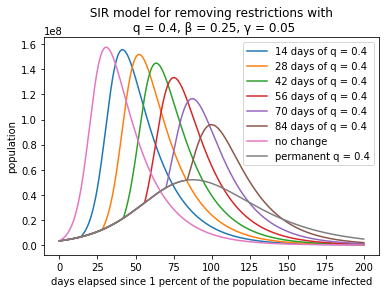 SIR model for removing restrictions with
q = 0.4, β = 0.25, γ = 0.05
1e8
1.6
1.4
1.2
1.0
0.8
0.6
0.4
0.2
0.0
population
14 days of q = 0.4
28 days of q = 0.4
42 days of q = 0.4
56 days of q = 0.4
70 days of q = 0.4
84 days of q = 0.4
no change
permanent q = 0.4
0 25 50 75 100 125 150 175 200
days elapsed since 1 percent of the population became infected